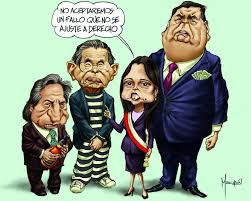 NO ACEPTAREMOS
UN FALLO QUE NO SE
AJUSTE A DERECHO